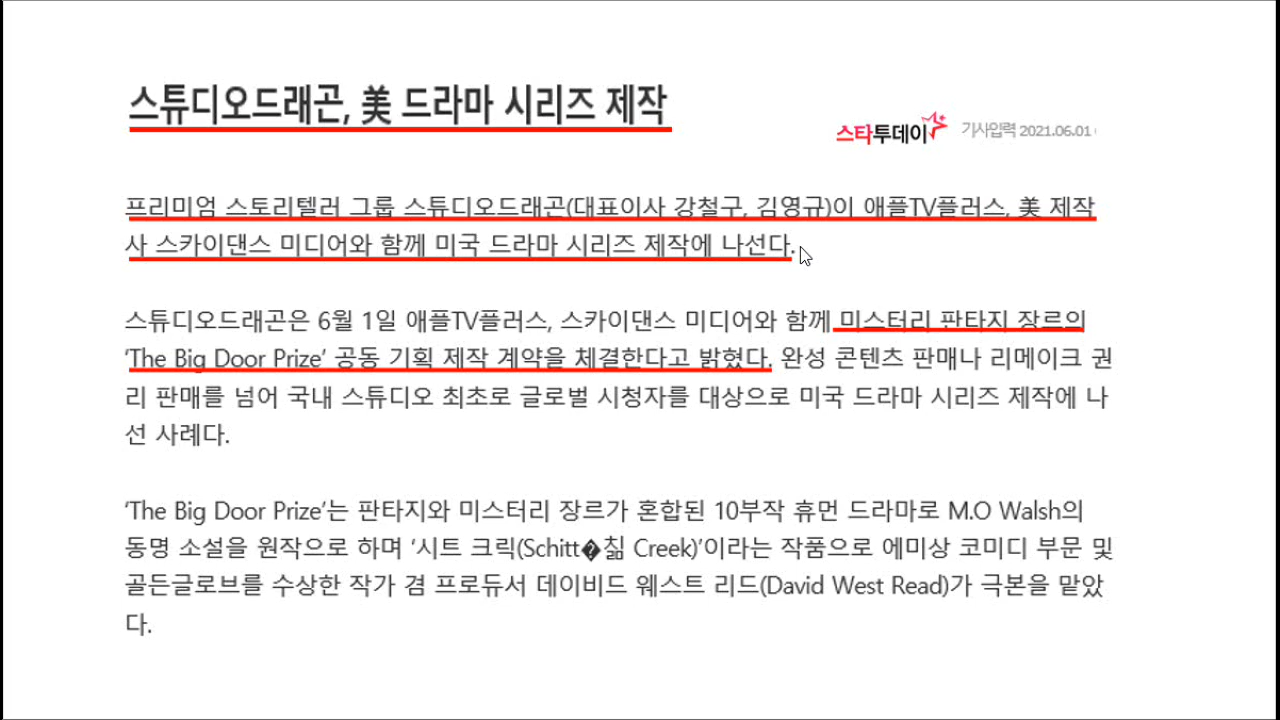 스튜디오드래곤, 美 드라마 시리즈 제작
스타투데이 기사입력 2021.06.01
프리미엄 스토리텔러 그룹 스튜디오드래곤(대표이사 강철구, 김영규)이 애플TV플러스, 美 제작
사 스카이댄스 미디어와 함께 미국 드라마 시리즈 제작에 나선다.
스튜디오드래곤은 6월 1일 애플TV플러스, 스카이댄스 미디어와 함께 미스터리 판타지 장르의
‘The Big Door Prize’ 공동 기획 제작 계약을 체결한다고 밝혔다. 완성 콘텐츠 판매나 리메이크 권
리 판매를 넘어 국내 스튜디오 최초로 글로벌 시청자를 대상으로 미국 드라마 시리즈 제작에 나
선 사례다.
‘The Big Door Prize’는 판타지와 미스터리 장르가 혼합된 10부작 휴먼 드라마로 M.O Walsh의
동명 소설을 원작으로 하며 ‘시트 크릭(Schitt�칢 Creek)’이라는 작품으로 에미상 코미디 부문 및
골든글로브를 수상한 작가 겸 프로듀서 데이비드 웨스트 리드(David West Read)가 극본을 맡았
다.